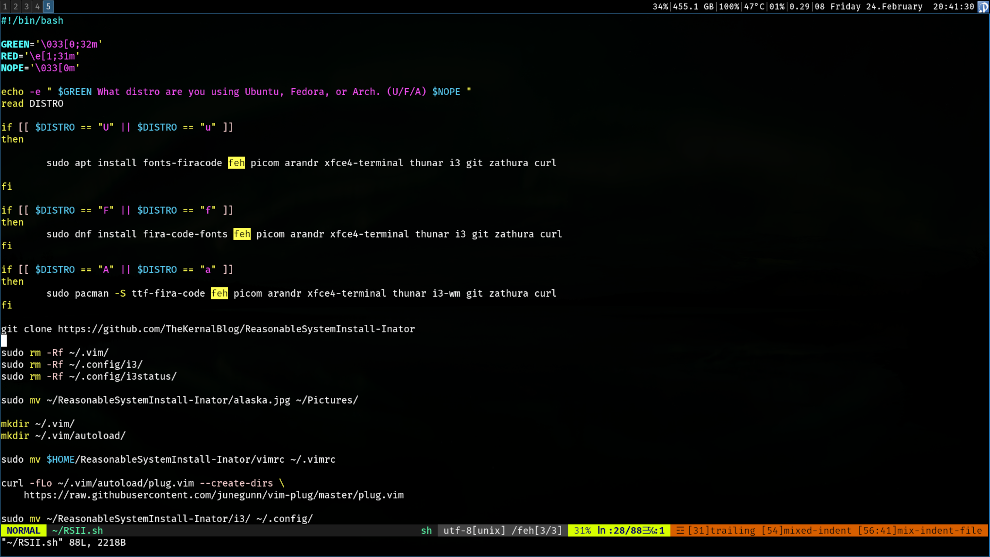 1 2 3 4 5 34%|455.1 GB|100%|47°C|01%|0.29|08 Friday 24.February 20:41:30
#!/bin/bash
GREEN='\033[0;32m'
RED='\e[1;31m'
NOPE='\033[0m'
echo -e " $GREEN What distro are you using Ubuntu, Fedora, or Arch. (U/F/A) $NOPE "
read DISTRO
if [[ $DISTRO == "U" || $DISTRO == "u" ]]
then
sudo apt install fonts-firacode feh picom arandr xfce4-terminal thunar i3 git zathura curl
fi
if [[ $DISTRO == "F" || $DISTRO == "f" ]]
then
sudo dnf install fira-code-fonts feh picom arandr xfce4-terminal thunar i3 git zathura curl
fi
if [[ $DISTRO == "A" || $DISTRO == "a" ]]
then
sudo pacman -S ttf-fira-code feh picom arandr xfce4-terminal thunar i3-wm git zathura curl
fi
git clone https://github.com/TheKernalBlog/ReasonableSystemInstall-Inator
sudo rm -Rf ~/.vim/
sudo rm -Rf ~/.config/i3/
sudo rm -Rf ~/.config/i3status/
sudo mv ~/ReasonableSystemInstall-Inator/alaska.jpg ~/Pictures/
mkdir ~/.vim/
mkdir ~/.vim/autoload/
sudo mv $HOME/ReasonableSystemInstall-Inator/vimrc ~/.vimrc
curl -fLo ~/.vim/autoload/plug.vim --create-dirs \
https://raw.githubusercontent.com/junegunn/vim-plug/master/plug.vim
sudo mv ~/ReasonableSystemInstall-Inator/i3/ ~/.config/
NORMAL ~/RSII.sh sh utf-8[unix] /feh[3/3] 31% ln :28/88☰℅:1 ☲ [31]trailing [54]mixed-indent [56:41]mix-indent-file
"~/RSII.sh" 88L, 2218B